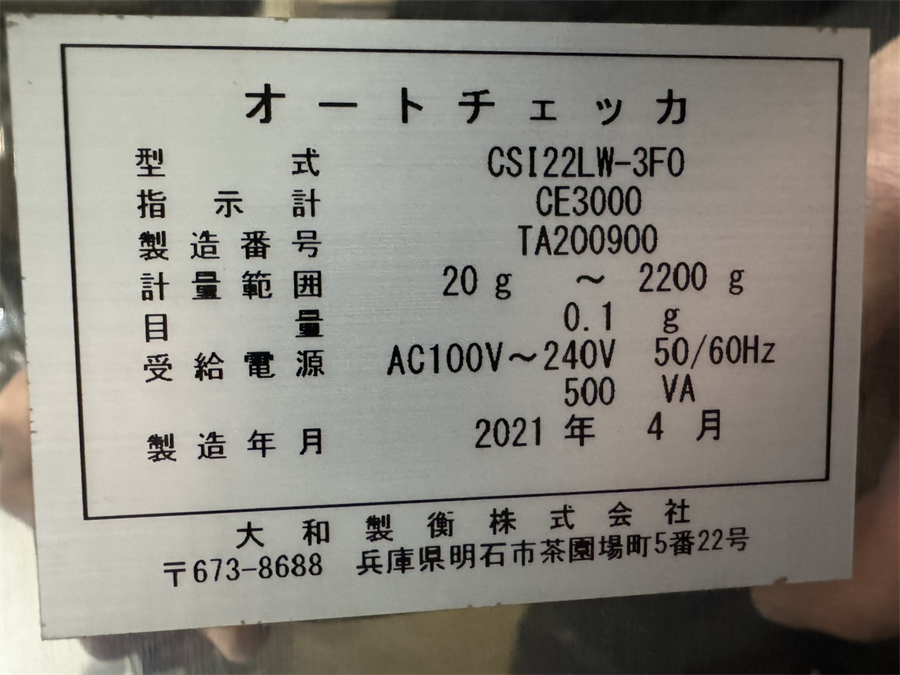 オートチェッカ
型式 CSI22LW-3F0
指示計 CE3000
製造番号 TA200900
計量範囲 20 g ～ 2200 g
目量 0.1 g
受給電源 AC100V～240V 50/60Hz
500 VA
製造年月 2021 年 4 月
大和製衡株式会社
〒673-8688 兵庫県明石市茶園場町5番22号